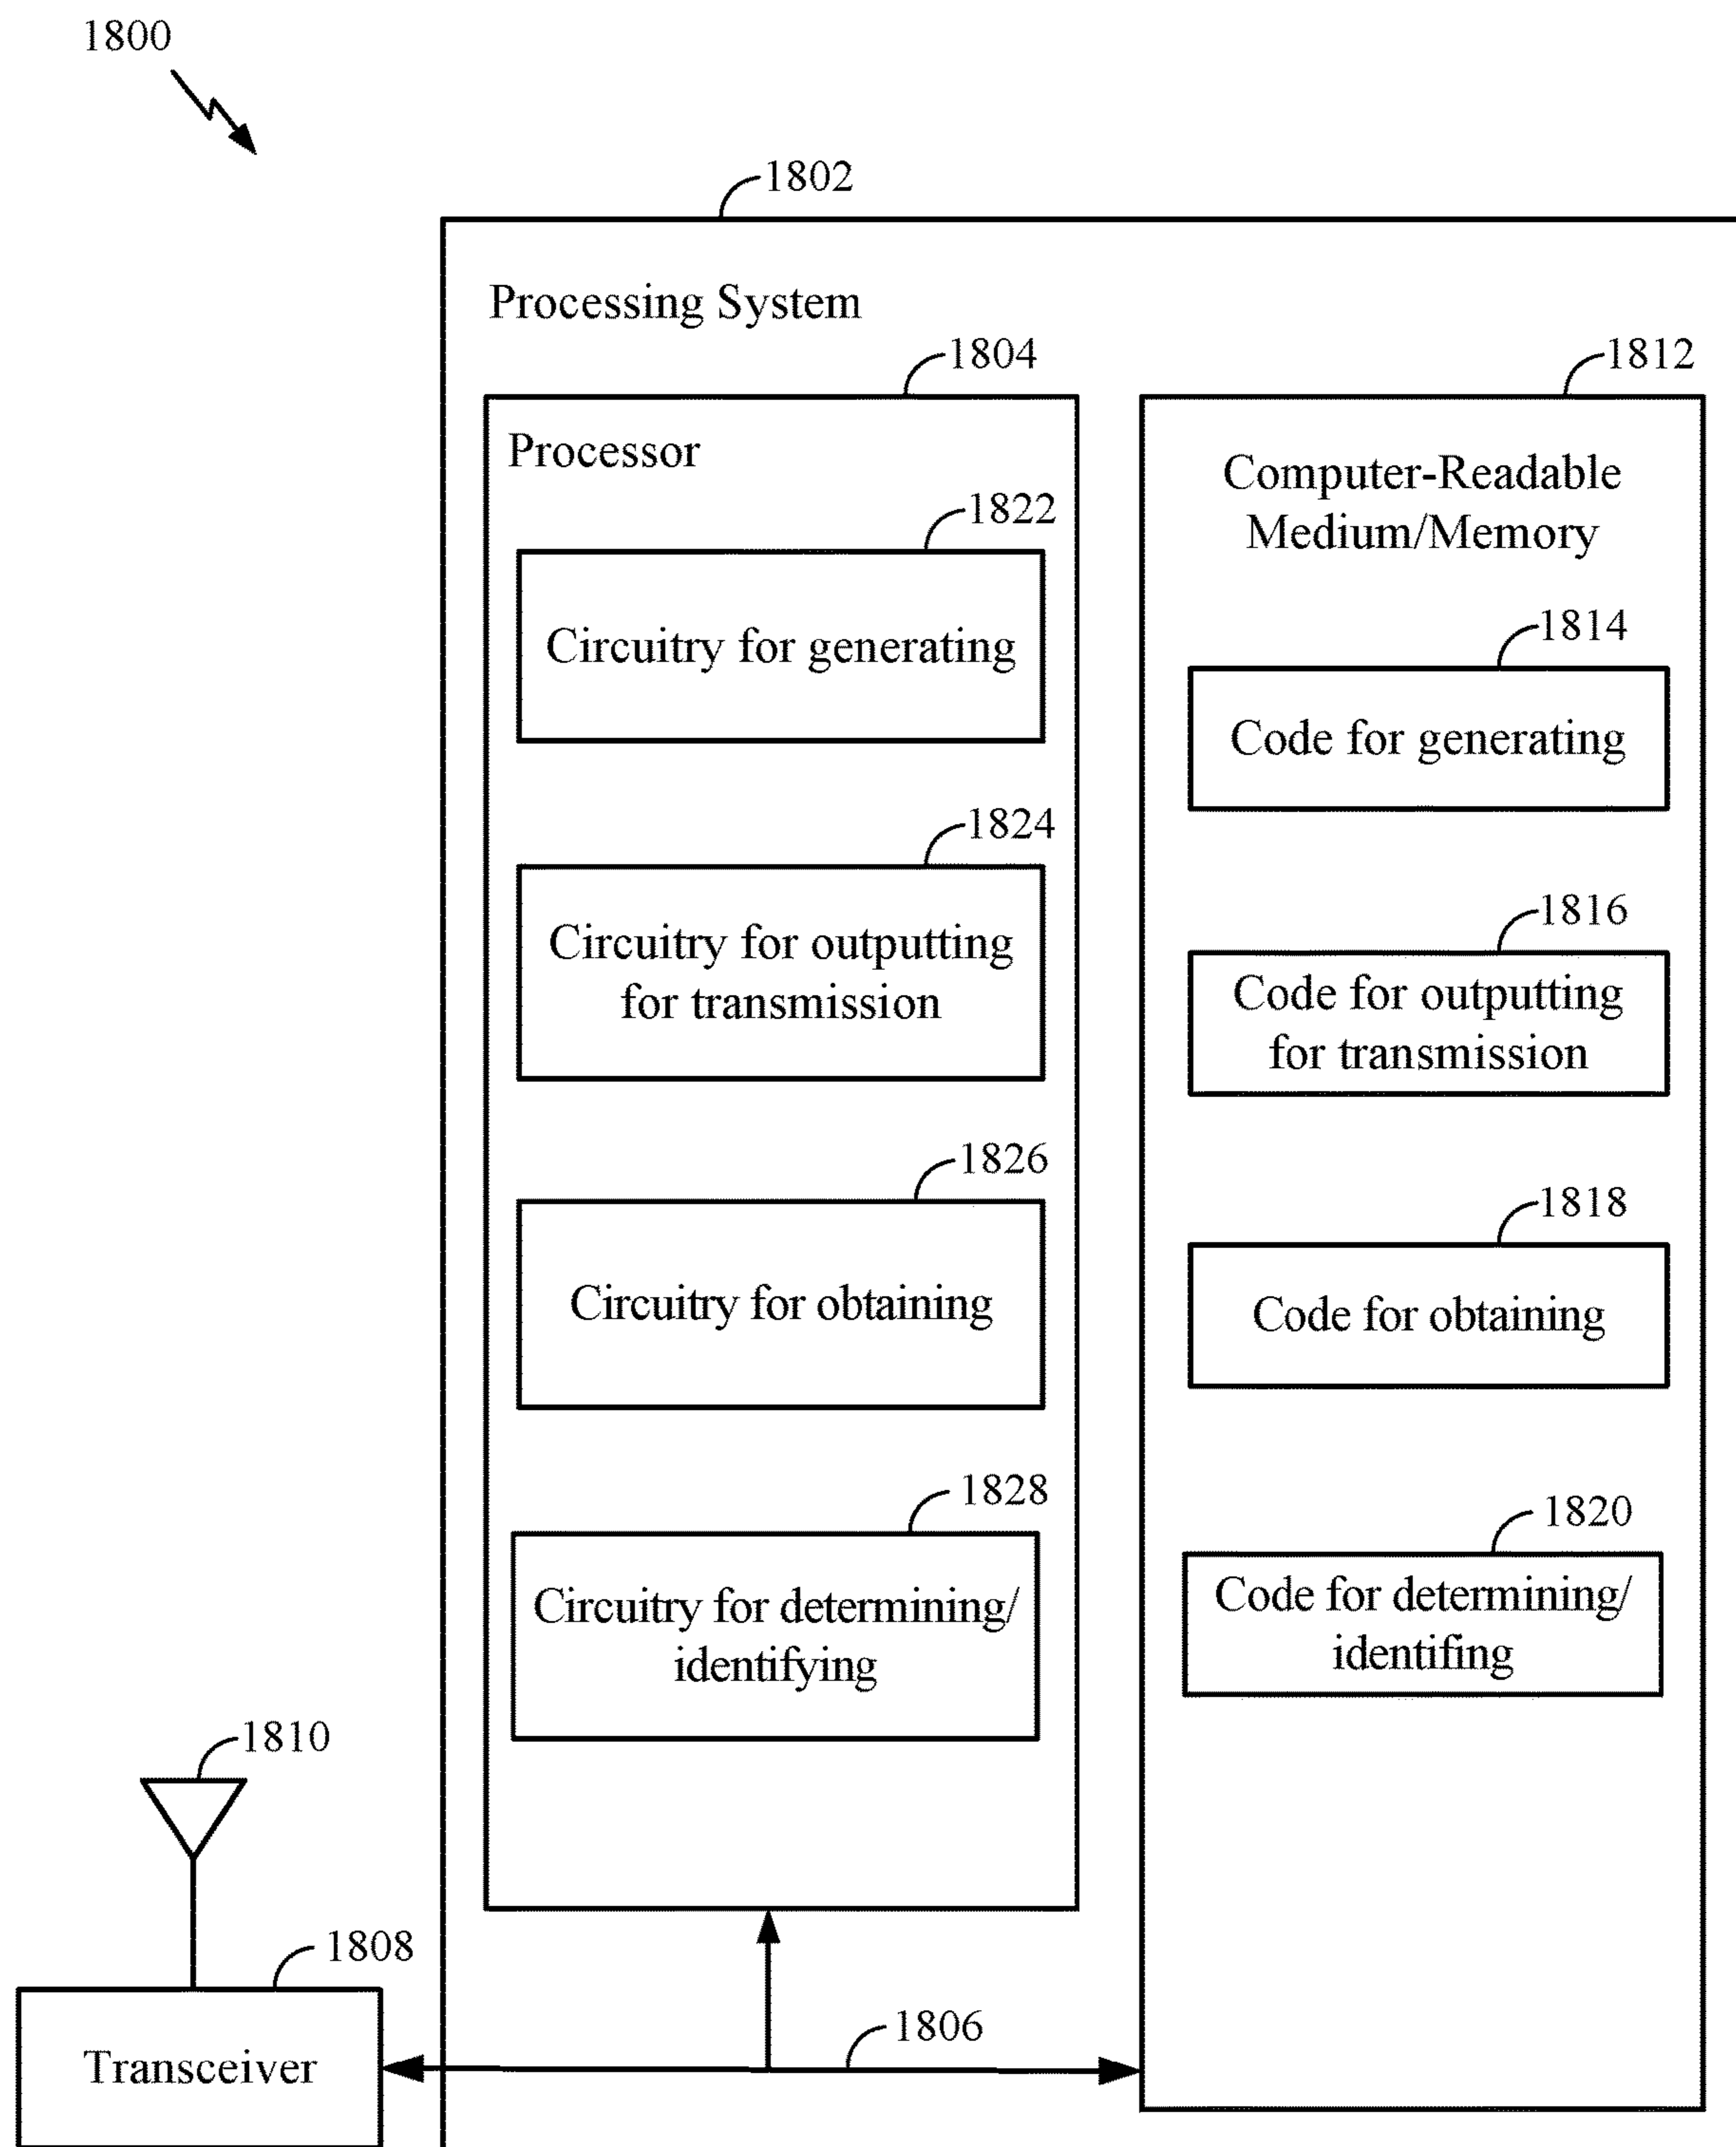 1800
1802
Processing System
1804
Processor
1822
Circuitry for generating
1824
Circuitry for outputting
for transmission
1826
Circuitry for obtaining
1828
Circuitry for determining/
identifying
1812
Computer-Readable
Medium/Memory
1814
Code for generating
1816
Code for outputting
for transmission
1818
Code for obtaining
1820
Code for determining/
identifing
1810
1808
Transceiver
1806